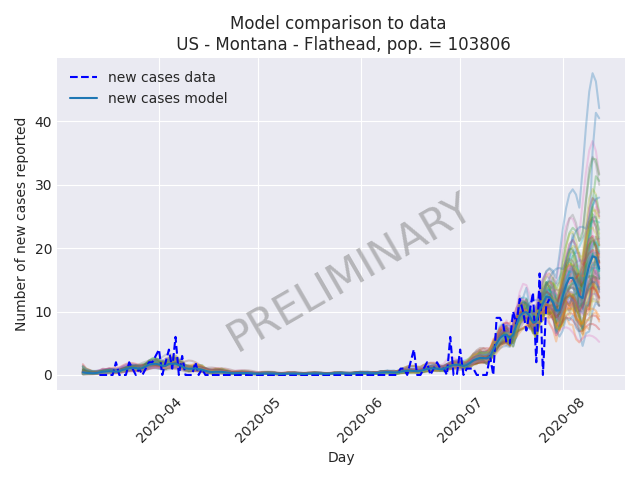 Model comparison to data
US - Montana - Flathead, pop. = 103806
new cases data
new cases model
Number of new cases reported
40
30
20
10
0
PRELIMINARY
2020-04
2020-05
2020-06
2020-07
2020-08
Day